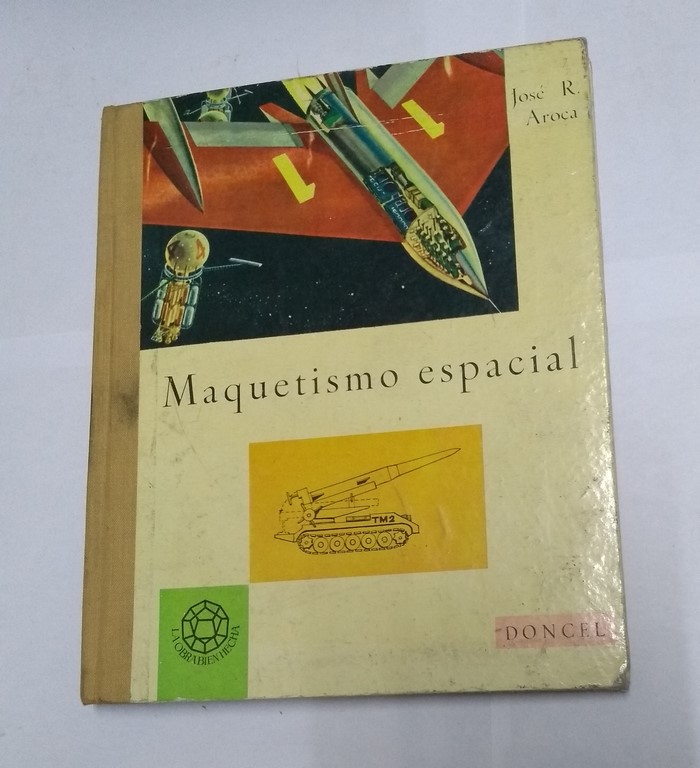 José R.
Aroca
Maquetismo espacial
TM2
LA OBRA BIEN HECHA
DONCEL